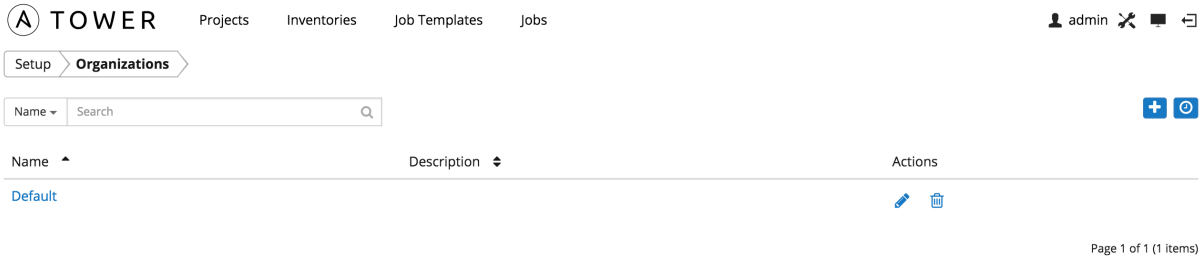 TOWER Projects Inventories Job Templates Jobs admin
Setup Organizations
Name Search
Name Description Actions
Default
Page 1 of 1 (1 items)